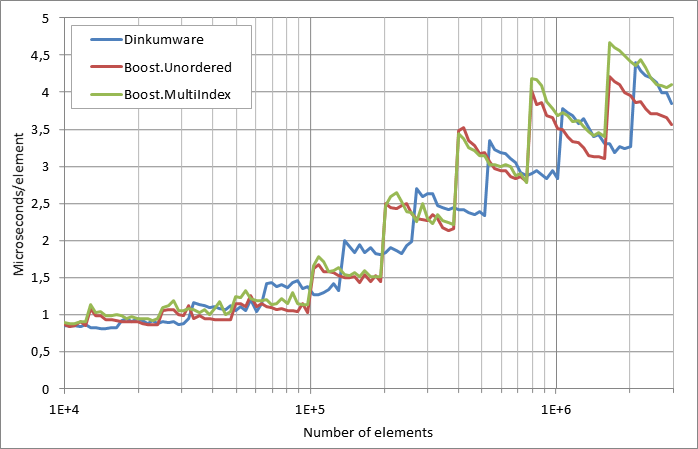 5
4,5
4
3,5
3
2,5
2
1,5
1
0,5
0
Microseconds/element
Dinkumware
Boost.Unordered
Boost.MultiIndex
1E+4
1E+5
1E+6
Number of elements